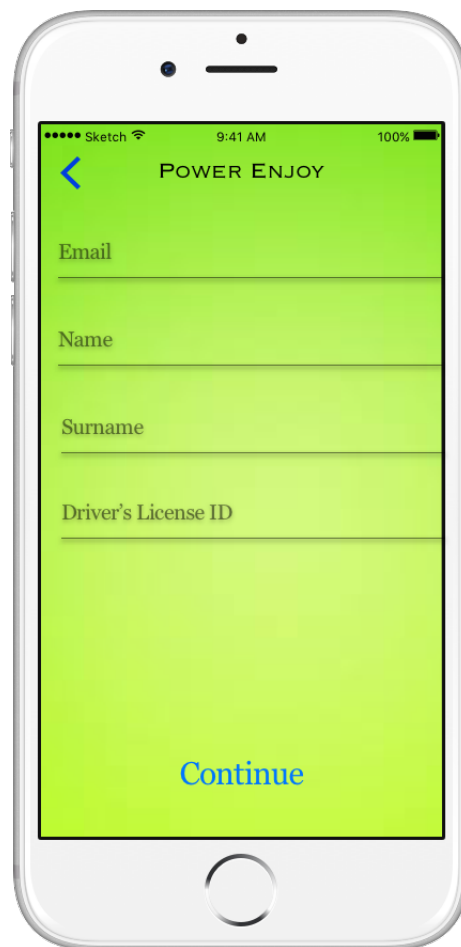 Sketch 9:41 AM 100%
POWER ENJOY
Email
Name
Surname
Driver's License ID
Continue